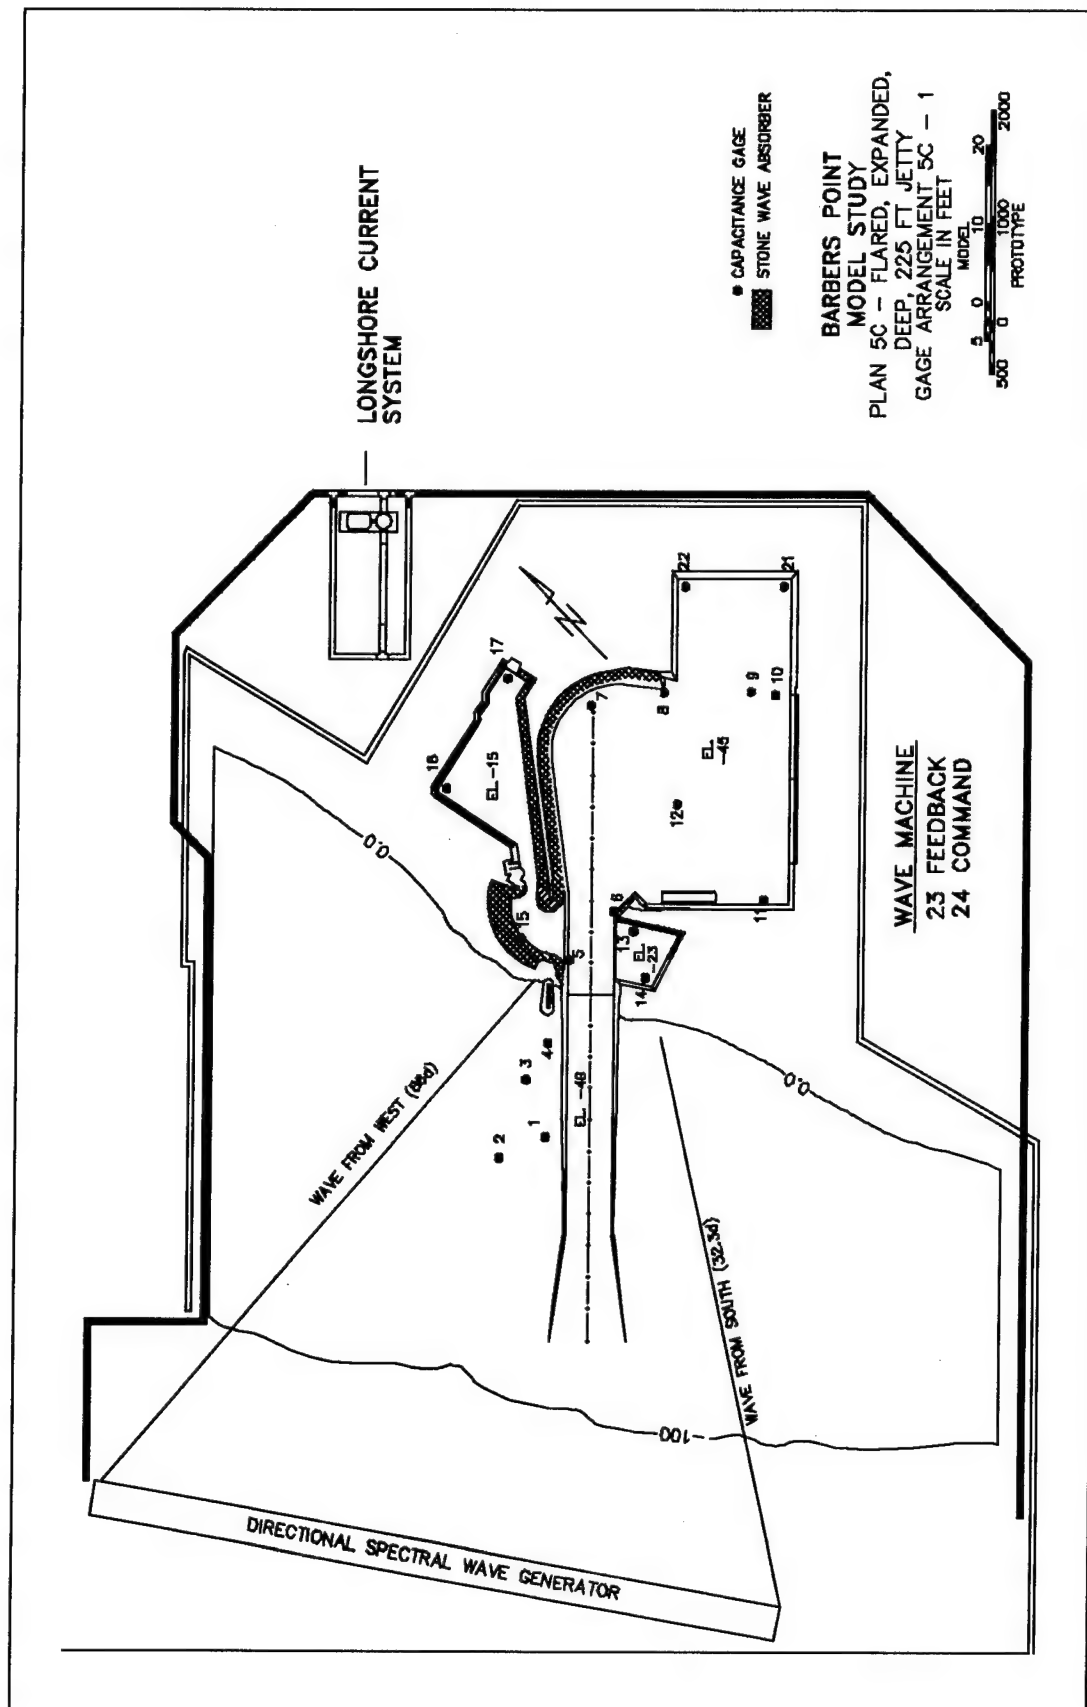 LONGSHORE CURRENT
SYSTEM
CAPACITANCE GAGE
STONE WAVE ABSORBER
BARBERS POINT
MODEL STUDY
PLAN 5C – FLARED, EXPANDED,
DEEP, 225 FT JETTY
GAGE ARRANGEMENT 5C – 1
SCALE IN FEET
MODEL
5 0 10 20
500 0 1000 2000
PROTOTYPE
N
WAVE MACHINE
23 FEEDBACK
24 COMMAND
DIRECTIONAL SPECTRAL WAVE GENERATOR
WAVE FROM WEST
WAVE FROM SOUTH (32.3d)
-100
0.0
0.0
EL -15
EL
-45
EL
-23
1
2
3
4
5
6
7
8
9
10
11
12
13
14
15
17
21
22